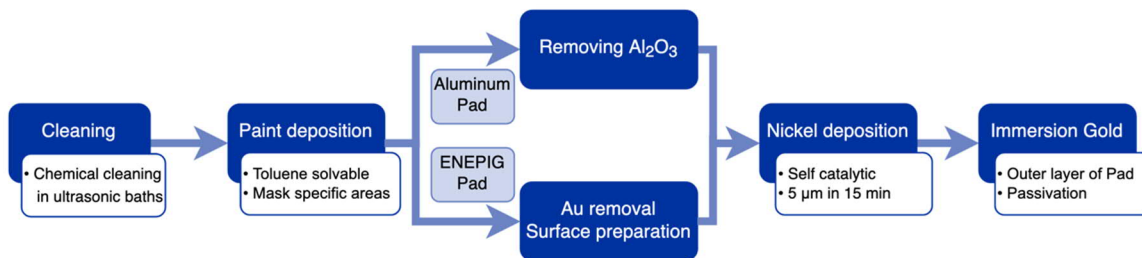 Cleaning
• Chemical cleaning
in ultrasonic baths
Paint deposition
• Toluene solvable
• Mask specific areas
Aluminum
Pad
Removing Al₂O₃
ENEPIG
Pad
Au removal
Surface preparation
Nickel deposition
• Self catalytic
• 5 µm in 15 min
Immersion Gold
• Outer layer of Pad
• Passivation